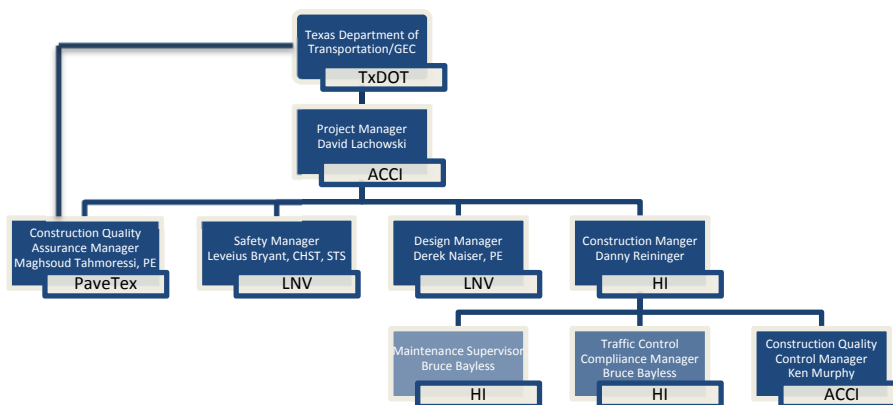 Texas Department of
Transportation/GEC
TxDOT
Project Manager
David Lachowski
ACCI
Construction Quality
Assurance Manager
Maghsoud Tahmoressi, PE
PaveTex
Safety Manager
Leveius Bryant, CHST, STS
LNV
Design Manager
Derek Naiser, PE
LNV
Construction Manger
Danny Reininger
HI
Maintenance Supervisor
Bruce Bayless
HI
Traffic Control
Compliiance Manager
Bruce Bayless
HI
Construction Quality
Control Manager
Ken Murphy
ACCI